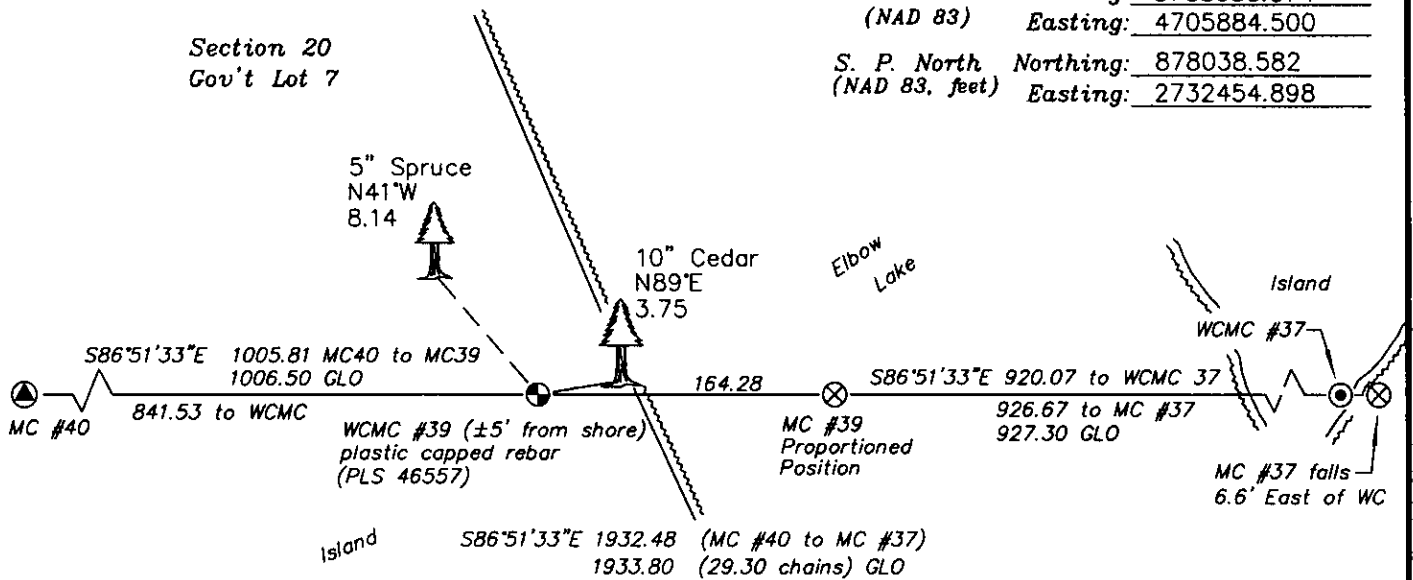 (NAD 83) Easting: 4705884.500
S. P. North Northing: 878038.582
(NAD 83, feet) Easting: 2732454.898
Section 20
Gov't Lot 7
5" Spruce
N41°W
8.14
10" Cedar
N89°E
3.75
Elbow
Lake
Island
WCMC #37
S86°51'33"E 1005.81 MC40 to MC39
1006.50 GLO
164.28
S86°51'33"E 920.07 to WCMC 37
MC #40
841.53 to WCMC
WCMC #39 (±5' from shore)
plastic capped rebar
(PLS 46557)
MC #39
Proportioned
Position
926.67 to MC #37
927.30 GLO
MC #37 falls
6.6' East of WC
Island
S86°51'33"E 1932.48 (MC #40 to MC #37)
1933.80 (29.30 chains) GLO